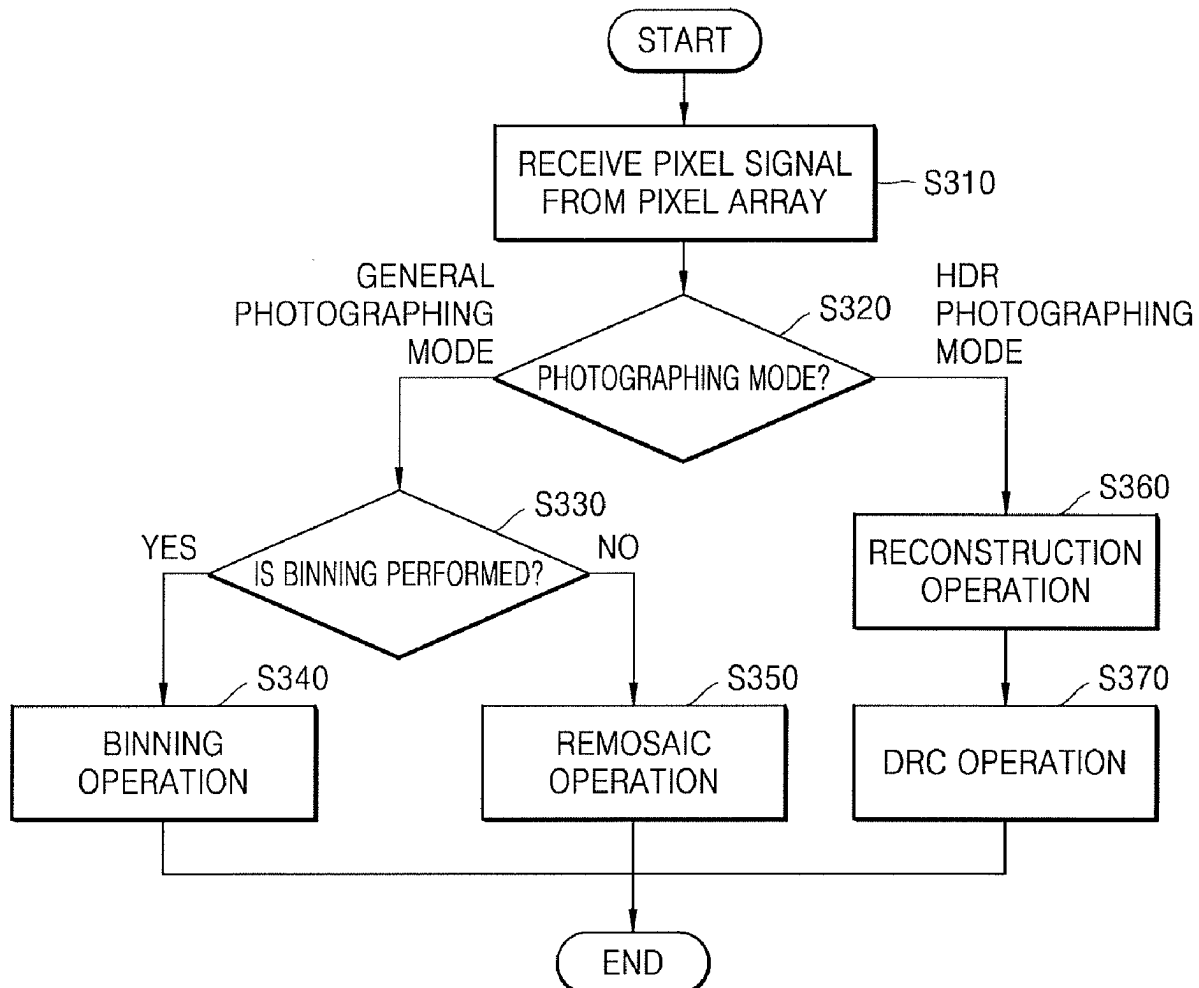 START
RECEIVE PIXEL SIGNAL
FROM PIXEL ARRAY
S310
GENERAL
PHOTOGRAPHING
MODE
S320
HDR
PHOTOGRAPHING
MODE
PHOTOGRAPHING MODE?
S330
YES
NO
IS BINNING PERFORMED?
S360
RECONSTRUCTION
OPERATION
S340
BINNING
OPERATION
S350
REMOSAIC
OPERATION
S370
DRC OPERATION
END